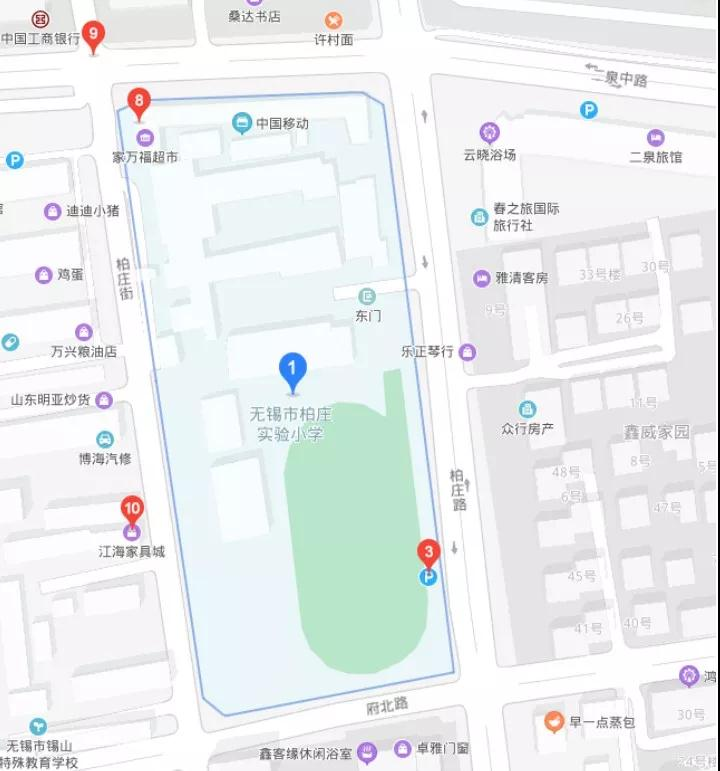 桑达书店
中国工商银行
9
许村面
二泉中路
8
P
中国移动
家万福超市
云晓浴场
二泉旅馆
P
迪迪小猪
春之旅国际
旅行社
柏庄街
鸡蛋
雅清客房
33号楼
30号
9号
26号
东门
万兴粮油店
乐正琴行
1
山东明亚炒货
无锡市柏庄
实验小学
11号
众行房产
鑫威家园
博海汽修
8号
5号
48号
6号
柏庄路
10
47号
江海家具城
3
P
45号
41号
40号
府北路
鸿
30号
早一点蒸包
无锡市锡山
特殊教育学校
鑫客缘休闲浴室
卓雅门窗